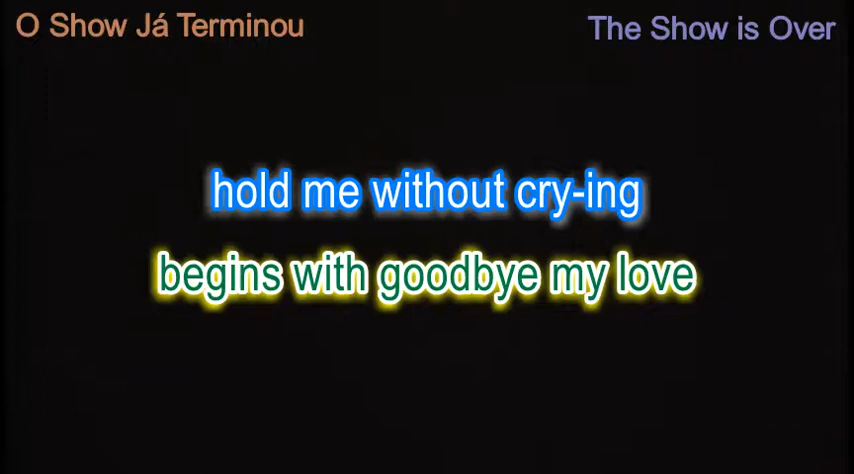 O Show Já Terminou
The Show is Over
hold me without cry-ing
begins with goodbye my love